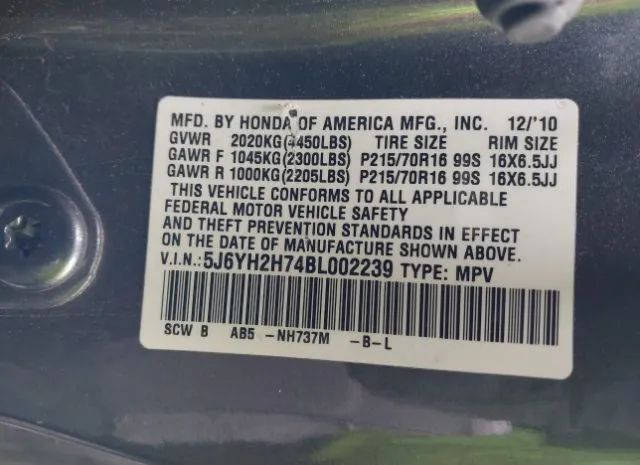 MFD. BY HONDA OF AMERICA MFG., INC. 12/'10
GVWR 2020KG(4450LBS) TIRE SIZE RIM SIZE
GAWR F 1045KG(2300LBS) P215/70R16 99S 16X6.5JJ
GAWR R 1000KG(2205LBS) P215/70R16 99S 16X6.5JJ
THIS VEHICLE CONFORMS TO ALL APPLICABLE
FEDERAL MOTOR VEHICLE SAFETY
AND THEFT PREVENTION STANDARDS IN EFFECT
ON THE DATE OF MANUFACTURE SHOWN ABOVE.
V.I.N.:5J6YH2H74BL002239 TYPE: MPV
SCW B AB5 -NH737M -B-L